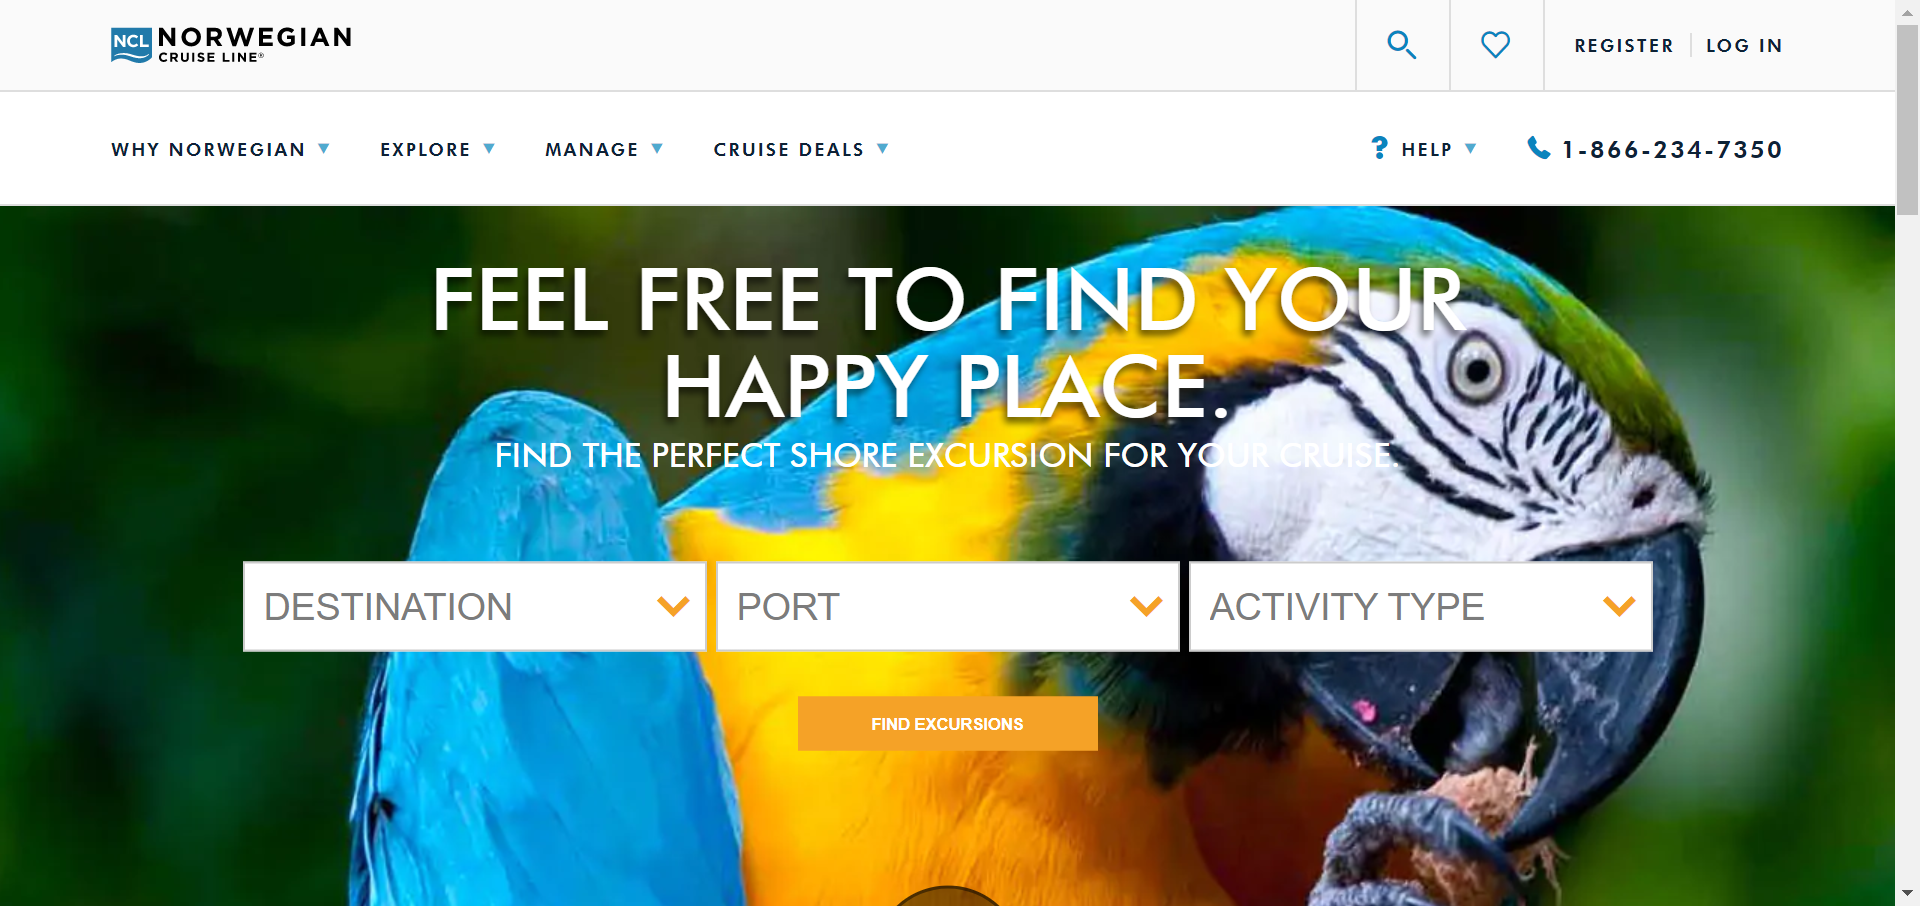 NCL NORWEGIAN
CRUISE LINE®
REGISTER
LOG IN
WHY NORWEGIAN
EXPLORE
MANAGE
CRUISE DEALS
? HELP
1-866-234-7350
FEEL FREE TO FIND YOUR
HAPPY PLACE.
FIND THE PERFECT SHORE EXCURSION FOR YOUR CRUISE.
DESTINATION
PORT
ACTIVITY TYPE
FIND EXCURSIONS